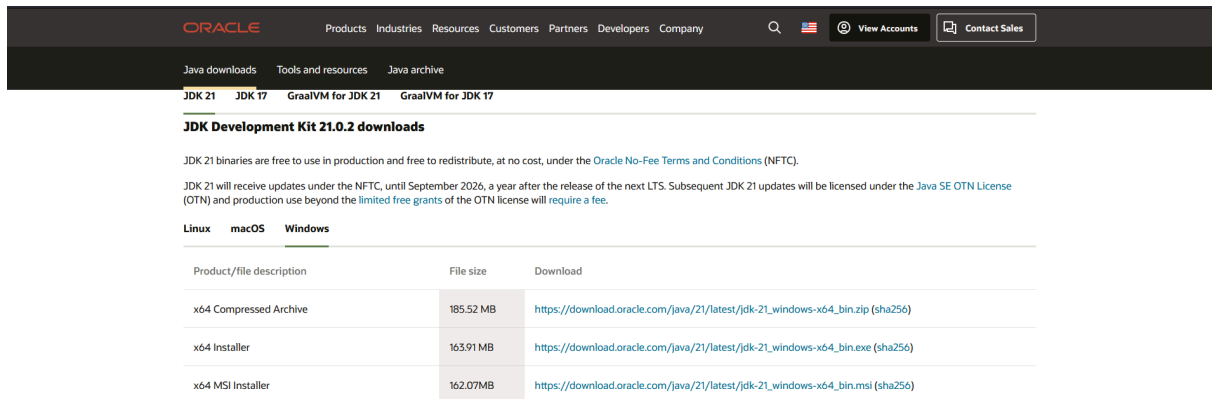 ORACLE Products Industries Resources Customers Partners Developers Company View Accounts Contact Sales
Java downloads Tools and resources Java archive
JDK 21 JDK 17 GraalVM for JDK 21 GraalVM for JDK 17
JDK Development Kit 21.0.2 downloads
JDK 21 binaries are free to use in production and free to redistribute, at no cost, under the Oracle No-Fee Terms and Conditions (NFTC).
JDK 21 will receive updates under the NFTC, until September 2026, a year after the release of the next LTS. Subsequent JDK 21 updates will be licensed under the Java SE OTN License
(OTN) and production use beyond the limited free grants of the OTN license will require a fee.
Linux macOS Windows
Product/file description File size Download
x64 Compressed Archive 185.52 MB https://download.oracle.com/java/21/latest/jdk-21_windows-x64_bin.zip (sha256)
x64 Installer 163.91 MB https://download.oracle.com/java/21/latest/jdk-21_windows-x64_bin.exe (sha256)
x64 MSI Installer 162.07MB https://download.oracle.com/java/21/latest/jdk-21_windows-x64_bin.msi (sha256)